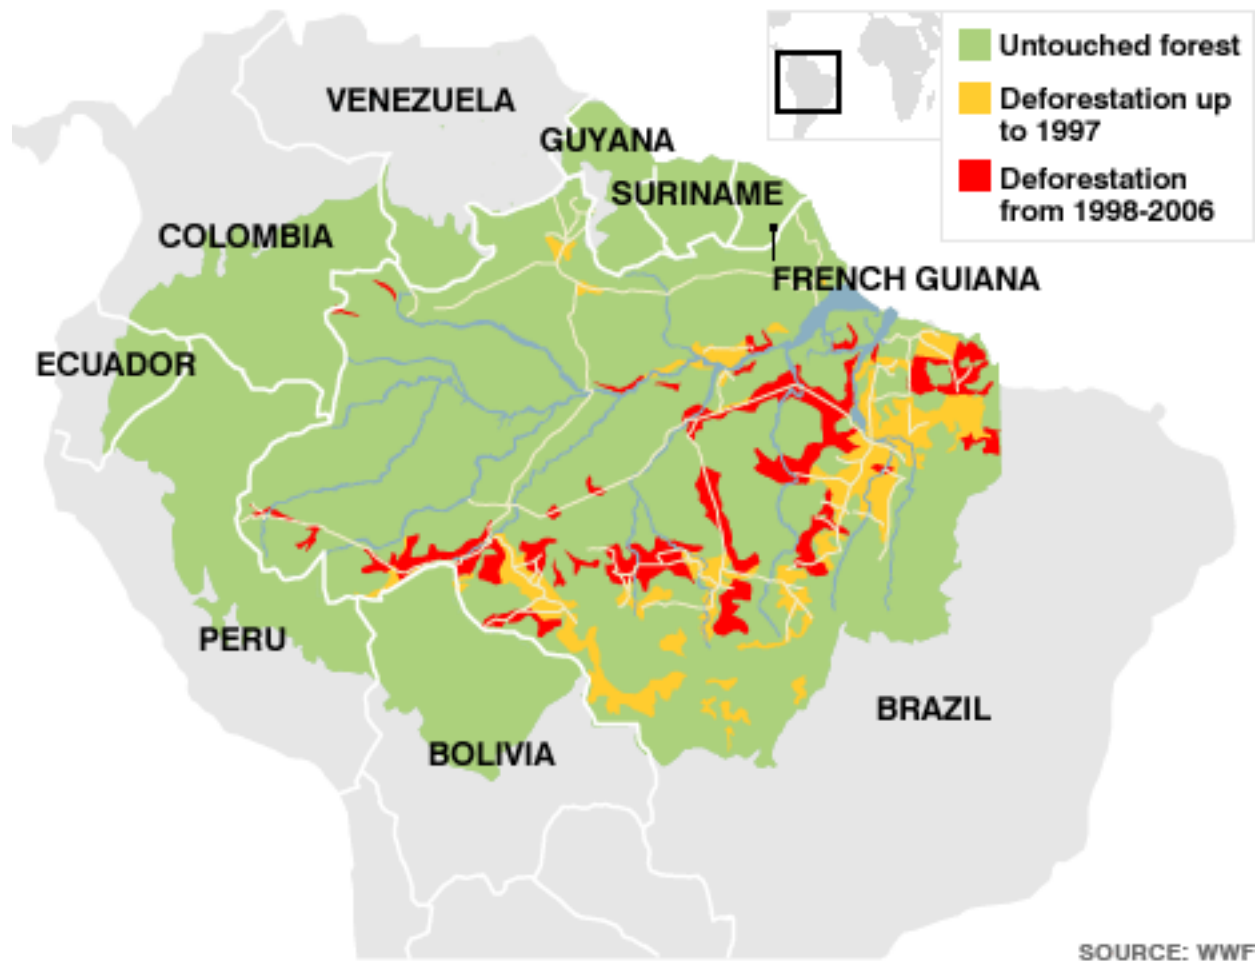 VENEZUELA
GUYANA
SURINAME
COLOMBIA
FRENCH GUIANA
ECUADOR
PERU
BOLIVIA
BRAZIL
Untouched forest
Deforestation up
to 1997
Deforestation
from 1998-2006
SOURCE: WWF